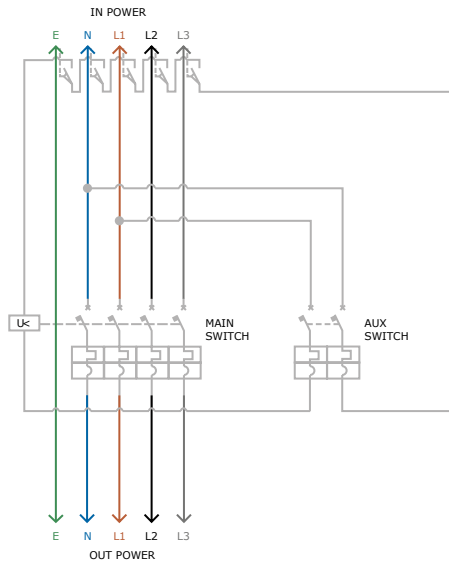 IN POWER
E N L1 L2 L3
U<
MAIN
SWITCH
AUX
SWITCH
E N L1 L2 L3
OUT POWER